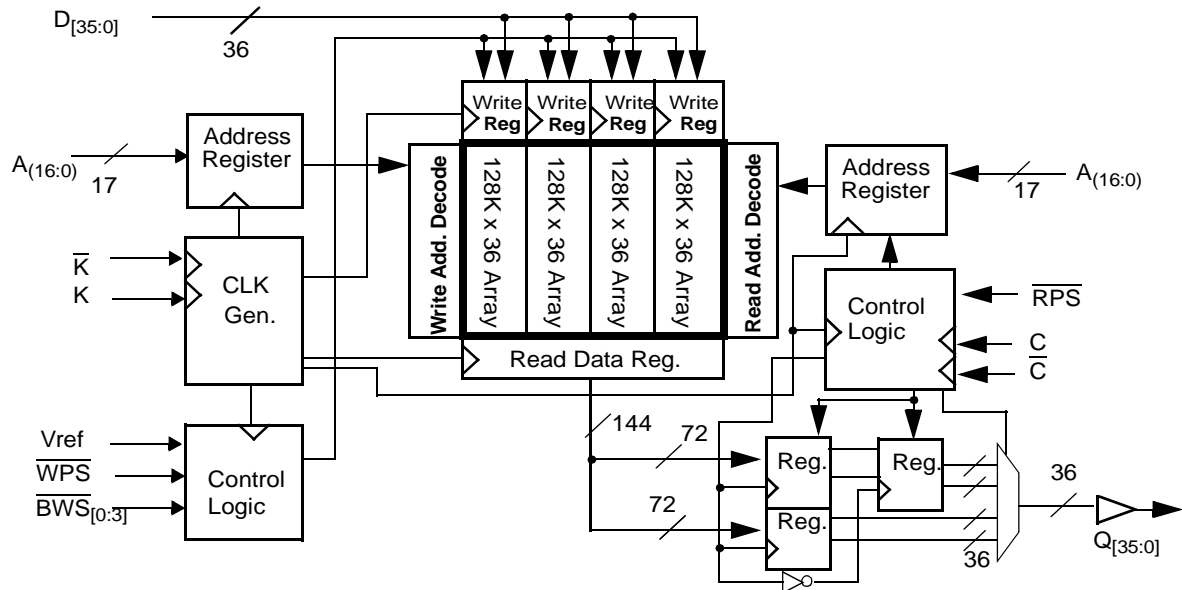 D[35:0]
36
Write Reg
Write Reg
Write Reg
Write Reg
A(16:0)
17
Address
Register
Write Add. Decode
128K x 36 Array
128K x 36 Array
128K x 36 Array
128K x 36 Array
Read Add. Decode
Address
Register
17
A(16:0)
K̅
K
CLK
Gen.
Control
Logic
R̅P̅S̅
C
C̅
Read Data Reg.
144
72
72
Vref
W̅P̅S̅
B̅W̅S̅[0:3]
Control
Logic
Reg.
Reg.
Reg.
36
36
Q[35:0]